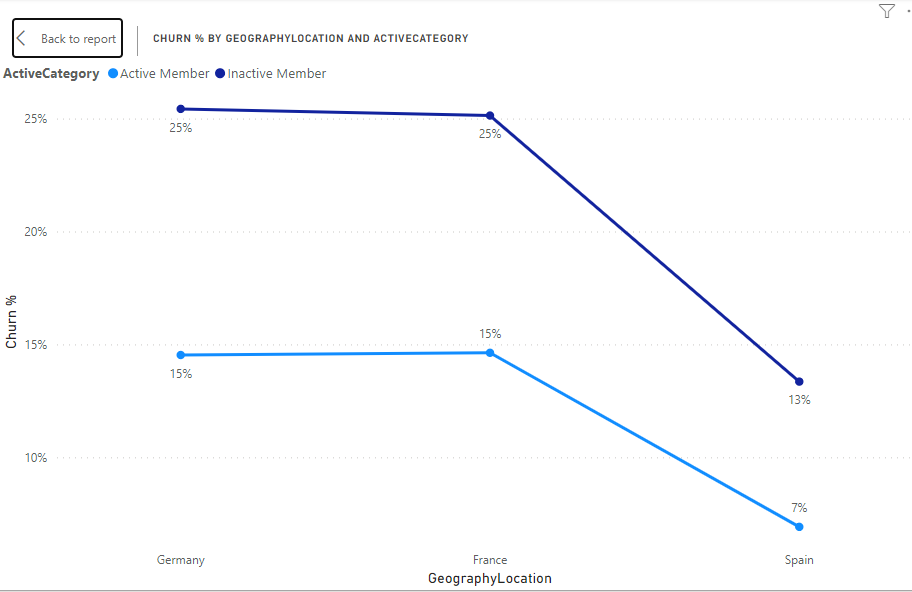 Back to report
CHURN % BY GEOGRAPHYLOCATION AND ACTIVECATEGORY
ActiveCategory Active Member Inactive Member
25%
25%
25%
20%
Churn %
15%
15%
15%
13%
10%
7%
Germany France Spain
GeographyLocation